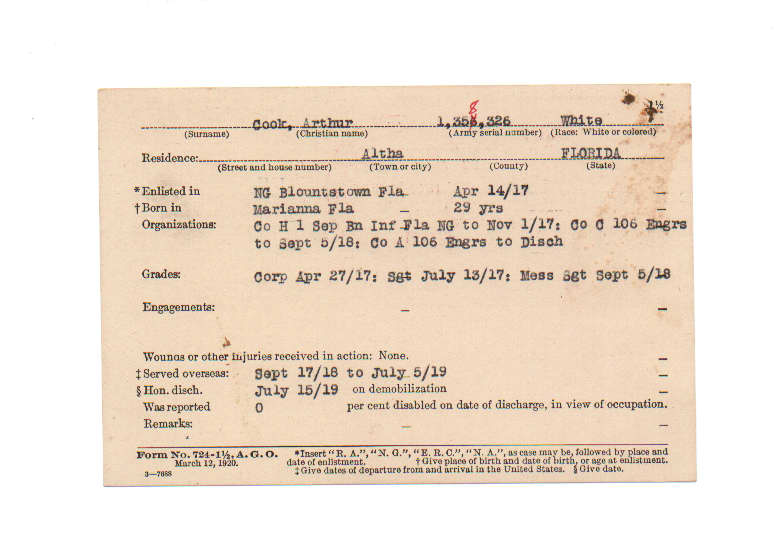 Cook, Arthur 1,358,326 White 1½
(Surname) (Christian name) (Army serial number) (Race: White or colored)
Residence: Altha FLORIDA
(Street and house number) (Town or city) (County) (State)
*Enlisted in NG Blountstown Fla Apr 14/17 –
†Born in Marianna Fla – 29 yrs –
Organizations: Co H 1 Sep Bn Inf Fla NG to Nov 1/17; Co C 106 Engrs
to Sept 5/18; Co A 106 Engrs to Disch
Grades: Corp Apr 27/17; Sgt July 13/17; Mess Sgt Sept 5/18
Engagements: – –
Wounds or other injuries received in action: None. –
‡Served overseas: Sept 17/18 to July 5/19 –
§Hon. disch. July 15/19 on demobilization –
Was reported 0 per cent disabled on date of discharge, in view of occupation.
Remarks: – –
Form No. 724-1½, A. G. O. *Insert "R. A.", "N. G.", "E. R. C.", "N. A.", as case may be, followed by place and
March 12, 1920. date of enlistment. †Give place of birth and date of birth, or age at enlistment.
3—7688 ‡Give dates of departure from and arrival in the United States. §Give date.